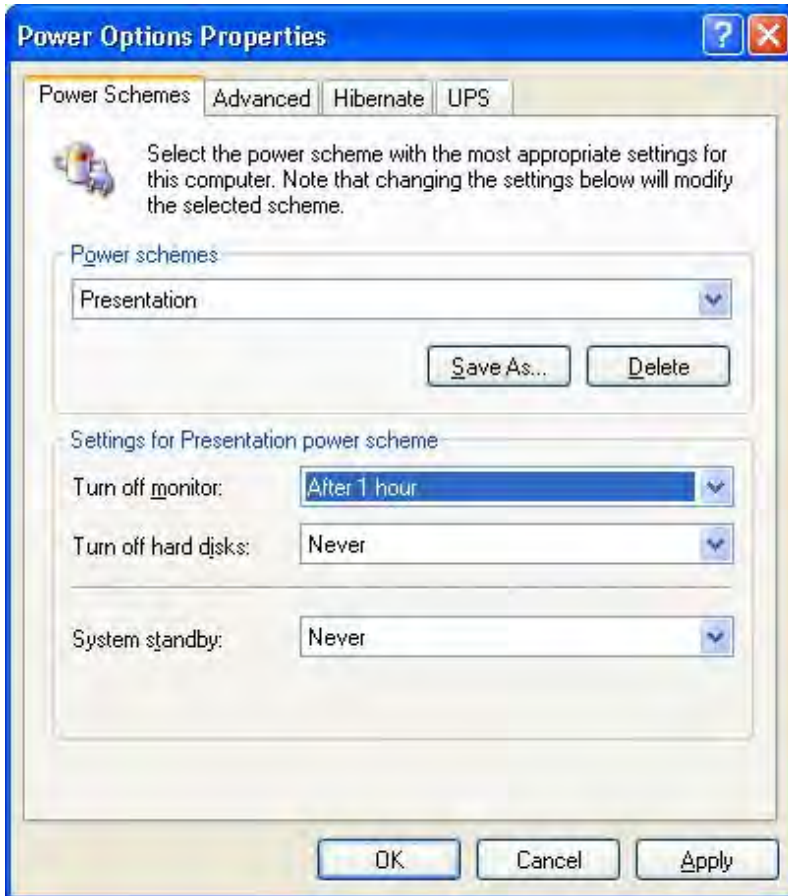 Power Options Properties
Power Schemes Advanced Hibernate UPS
Select the power scheme with the most appropriate settings for
this computer. Note that changing the settings below will modify
the selected scheme.
Power schemes
Presentation
Save As... Delete
Settings for Presentation power scheme
Turn off monitor: After 1 hour
Turn off hard disks: Never
System standby: Never
OK Cancel Apply